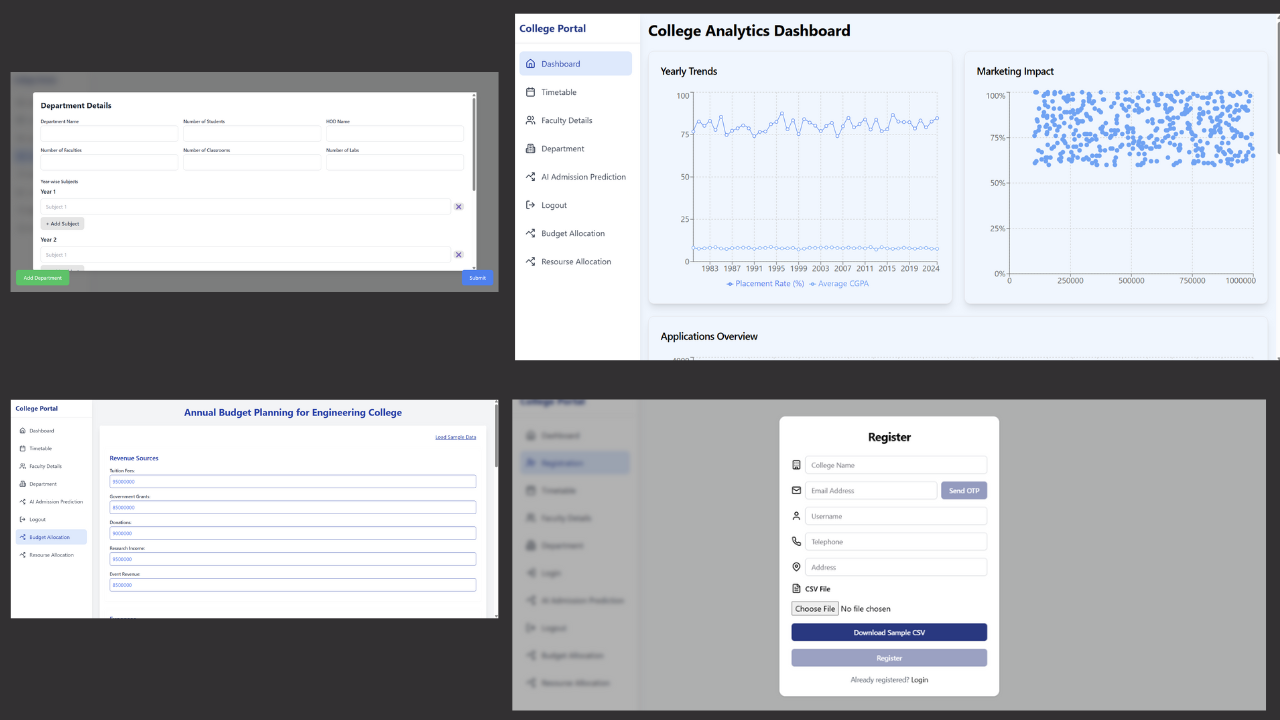 Department Details
Department Name
Number of Students
HOD Name
Number of Faculties
Number of Classrooms
Number of Labs
Year-wise Subjects
Year 1
Subject 1
+ Add Subject
Year 2
Subject 1
Add Department
Submit
College Portal
Dashboard
Timetable
Faculty Details
Department
AI Admission Prediction
Logout
Budget Allocation
Resourse Allocation
College Analytics Dashboard
Yearly Trends
100
75
50
25
0
1983 1987 1995 1999 2003 2007 2011 2015 2020 2024
Placement Rate (%) Average CGPA
Marketing Impact
100%
75%
50%
25%
0%
0 250000 500000 750000 1000000
Applications Overview
College Portal
Dashboard
Timetable
Faculty Details
Department
AI Admission Prediction
Logout
Budget Allocation
Resourse Allocation
Annual Budget Planning for Engineering College
Load Sample Data
Revenue Sources
Tuition Fees:
95000000
Government Grants:
Donations:
9000000
Research Income:
9500000
Event Revenue:
8500000
College Portal
Dashboard
Registration
Timetable
Faculty Details
Department
Login
AI Admission Prediction
Logout
Budget Allocation
Resourse Allocation
Register
College Name
Email Address
Send OTP
Username
Telephone
Address
CSV File
Choose File No file chosen
Download Sample CSV
Register
Already registered? Login